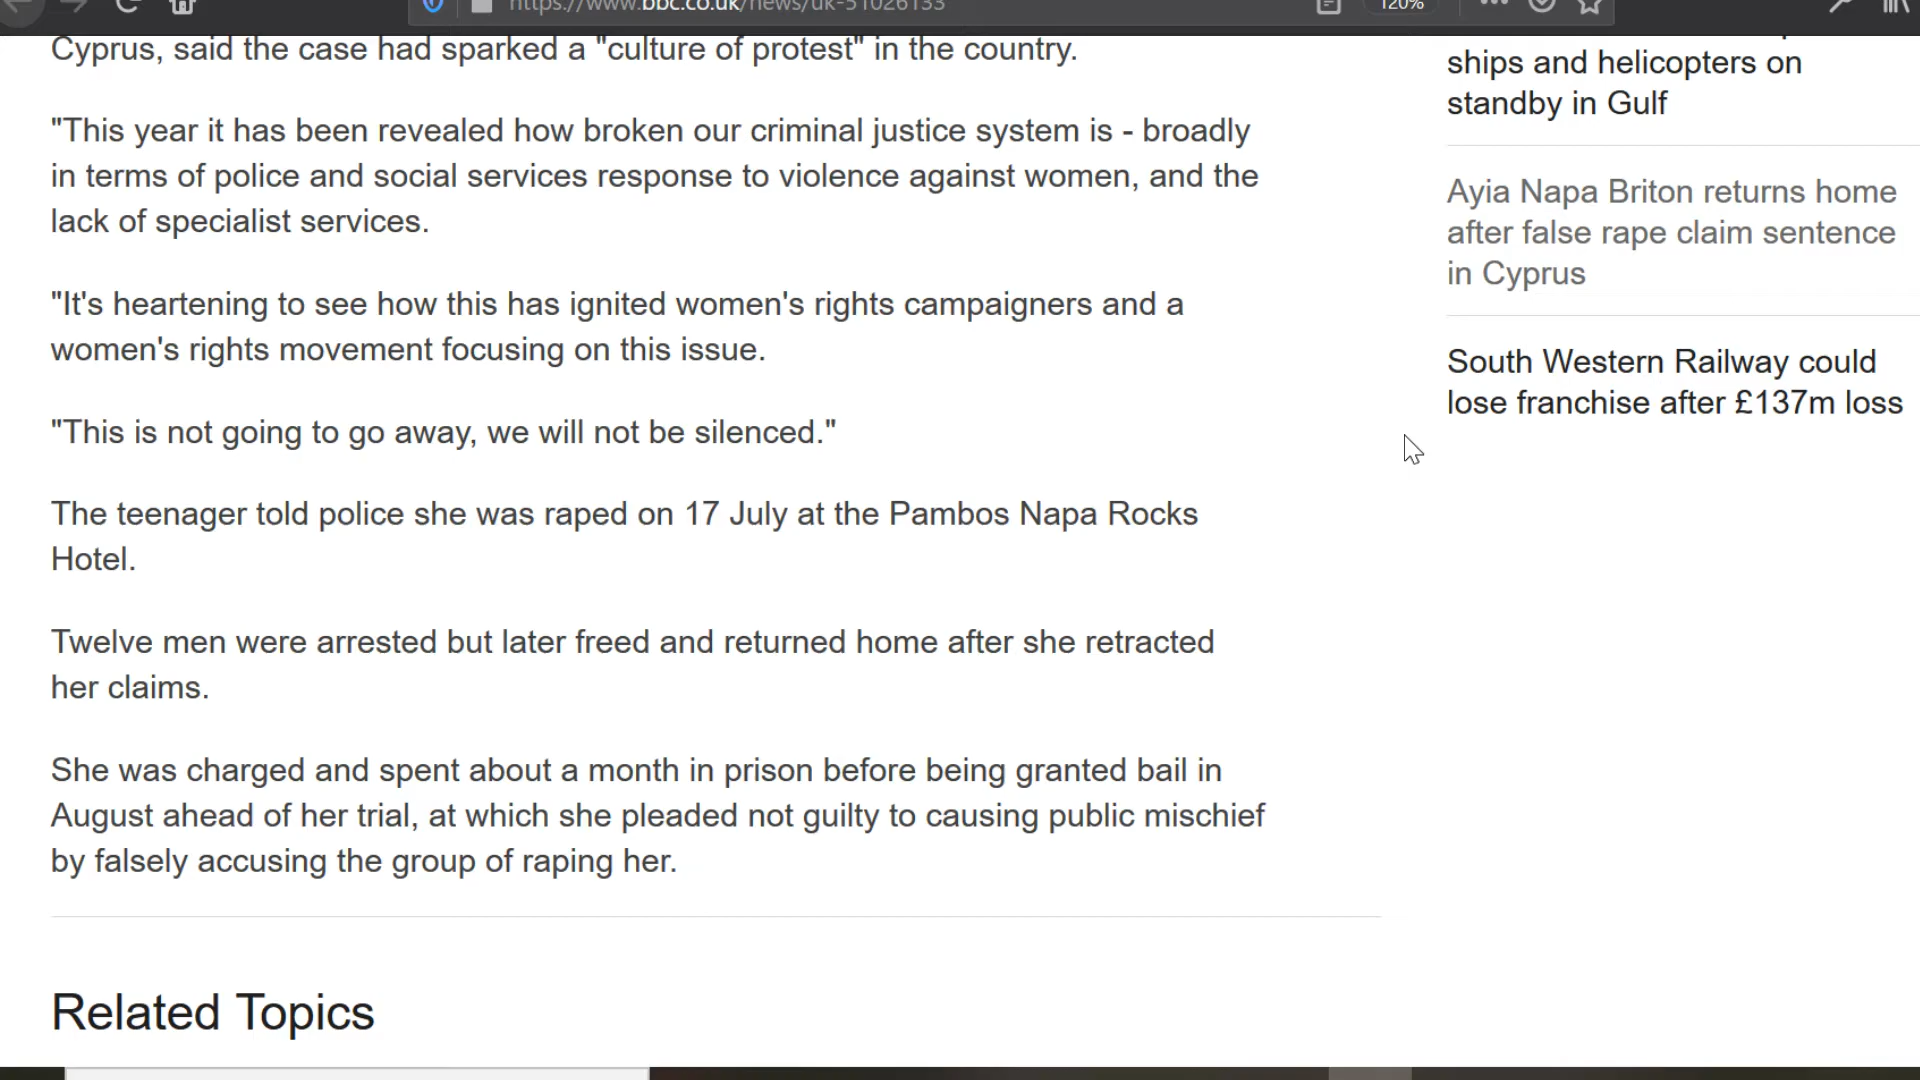 https://www.bbc.co.uk/news/uk-51026133
120%
Cyprus, said the case had sparked a "culture of protest" in the country.
"This year it has been revealed how broken our criminal justice system is - broadly
in terms of police and social services response to violence against women, and the
lack of specialist services.
"It's heartening to see how this has ignited women's rights campaigners and a
women's rights movement focusing on this issue.
"This is not going to go away, we will not be silenced."
The teenager told police she was raped on 17 July at the Pambos Napa Rocks
Hotel.
Twelve men were arrested but later freed and returned home after she retracted
her claims.
She was charged and spent about a month in prison before being granted bail in
August ahead of her trial, at which she pleaded not guilty to causing public mischief
by falsely accusing the group of raping her.
Related Topics
ships and helicopters on
standby in Gulf
Ayia Napa Briton returns home
after false rape claim sentence
in Cyprus
South Western Railway could
lose franchise after £137m loss